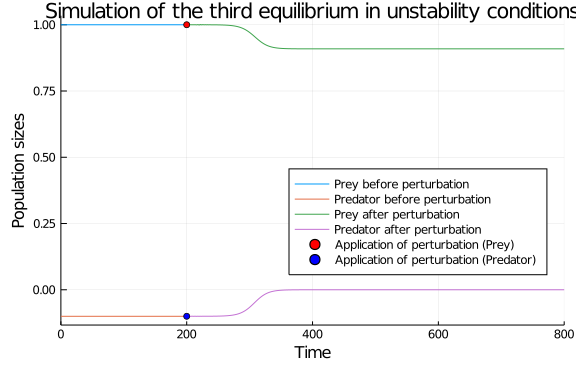 Simulation of the third equilibrium in unstability conditions
1.00
0.75
0.50
0.25
0.00
Population sizes
Prey before perturbation
Predator before perturbation
Prey after perturbation
Predator after perturbation
Application of perturbation (Prey)
Application of perturbation (Predator)
0 200 400 600 800
Time